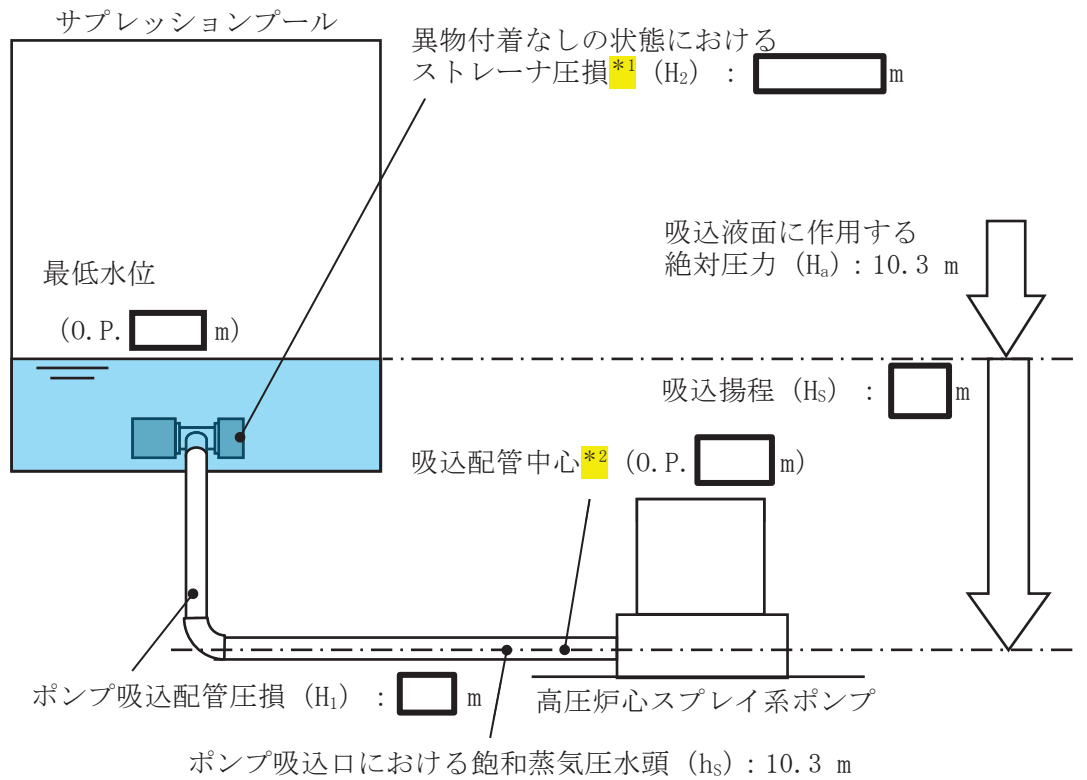 サプレッションプール
異物付着なしの状態における
ストレーナ圧損*1 (H2) : m
吸込液面に作用する
絶対圧力 (Ha) : 10.3 m
最低水位
(O.P. m)
吸込揚程 (HS) : m
吸込配管中心*2 (O.P. m)
ポンプ吸込配管圧損 (H1) : m
高圧炉心スプレイ系ポンプ
ポンプ吸込口における飽和蒸気圧水頭 (hS) : 10.3 m